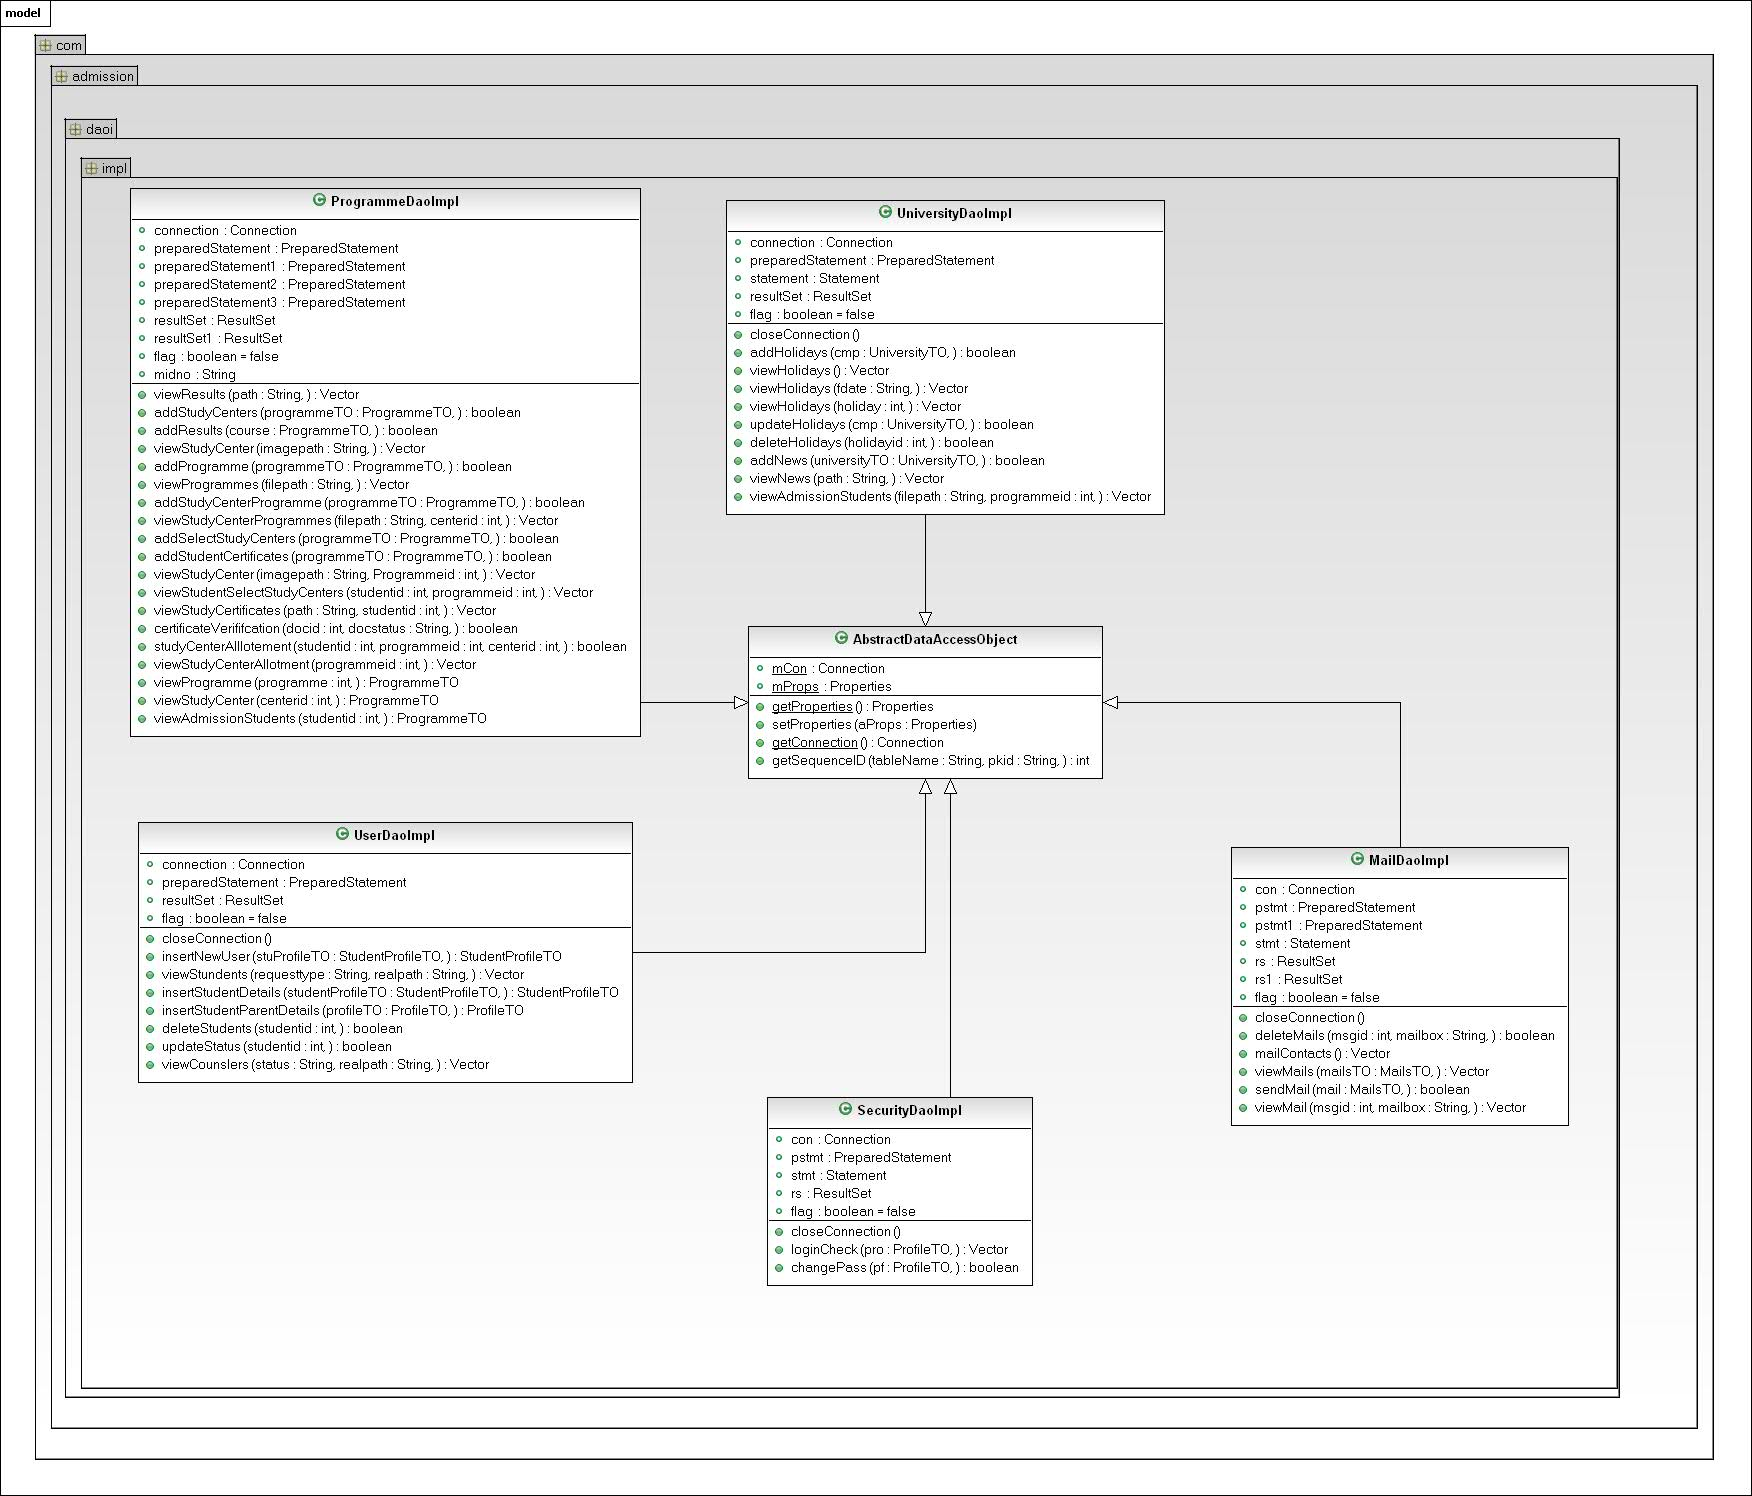 model
com
admission
daoi
impl
ProgrammeDaoImpl
connection : Connection
preparedStatement : PreparedStatement
preparedStatement1 : PreparedStatement
preparedStatement2 : PreparedStatement
preparedStatement3 : PreparedStatement
resultSet : ResultSet
resultSet1 : ResultSet
flag : boolean = false
midno : String
viewResults (path : String, ) : Vector
addStudyCenters (programmeTO : ProgrammeTO, ) : boolean
addResults (course : ProgrammeTO, ) : boolean
viewStudyCenter (imagepath : String, ) : Vector
addProgramme (programmeTO : ProgrammeTO, ) : boolean
viewProgrammes (filepath : String, ) : Vector
addStudyCenterProgramme (programmeTO : ProgrammeTO, ) : boolean
viewStudyCenterProgrammes (filepath : String, centerid : int, ) : Vector
addSelectStudyCenters (programmeTO : ProgrammeTO, ) : boolean
addStudentCertificates (programmeTO : ProgrammeTO, ) : boolean
viewStudyCenter (imagepath : String, Programmeid : int, ) : Vector
viewStudentSelectStudyCenters (studentid : int, programmeid : int, ) : Vector
viewStudyCertificates (path : String, studentid : int, ) : Vector
certificateVerififcation (docid : int, docstatus : String, ) : boolean
studyCenterAlllotement (studentid : int, programmeid : int, centerid : int, ) : boolean
viewStudyCenterAllotment (programmeid : int, ) : Vector
viewProgramme (programme : int, ) : ProgrammeTO
viewStudyCenter (centerid : int, ) : ProgrammeTO
viewAdmissionStudents (studentid : int, ) : ProgrammeTO
UniversityDaoImpl
connection : Connection
preparedStatement : PreparedStatement
statement : Statement
resultSet : ResultSet
flag : boolean = false
closeConnection ()
addHolidays (cmp : UniversityTO, ) : boolean
viewHolidays () : Vector
viewHolidays (fdate : String, ) : Vector
viewHolidays (holiday : int, ) : Vector
updateHolidays (cmp : UniversityTO, ) : boolean
deleteHolidays (holidayid : int, ) : boolean
addNews (universityTO : UniversityTO, ) : boolean
viewNews (path : String, ) : Vector
viewAdmissionStudents (filepath : String, programmeid : int, ) : Vector
AbstractDataAccessObject
mCon : Connection
mProps : Properties
getProperties () : Properties
setProperties (aProps : Properties)
getConnection () : Connection
getSequenceID (tableName : String, pkid : String, ) : int
UserDaoImpl
connection : Connection
preparedStatement : PreparedStatement
resultSet : ResultSet
flag : boolean = false
closeConnection ()
insertNewUser (stuProfileTO : StudentProfileTO, ) : StudentProfileTO
viewStundents (requesttype : String, realpath : String, ) : Vector
insertStudentDetails (studentProfileTO : StudentProfileTO, ) : StudentProfileTO
insertStudentParentDetails (profileTO : ProfileTO, ) : ProfileTO
deleteStudents (studentid : int, ) : boolean
updateStatus (studentid : int, ) : boolean
viewCounslers (status : String, realpath : String, ) : Vector
MailDaoImpl
con : Connection
pstmt : PreparedStatement
pstmt1 : PreparedStatement
stmt : Statement
rs : ResultSet
rs1 : ResultSet
flag : boolean = false
closeConnection ()
deleteMails (msgid : int, mailbox : String, ) : boolean
mailContacts () : Vector
viewMails (mailsTO : MailsTO, ) : Vector
sendMail (mail : MailsTO, ) : boolean
viewMail (msgid : int, mailbox : String, ) : Vector
SecurityDaoImpl
con : Connection
pstmt : PreparedStatement
stmt : Statement
rs : ResultSet
flag : boolean = false
closeConnection ()
loginCheck (pro : ProfileTO, ) : Vector
changePass (pf : ProfileTO, ) : boolean